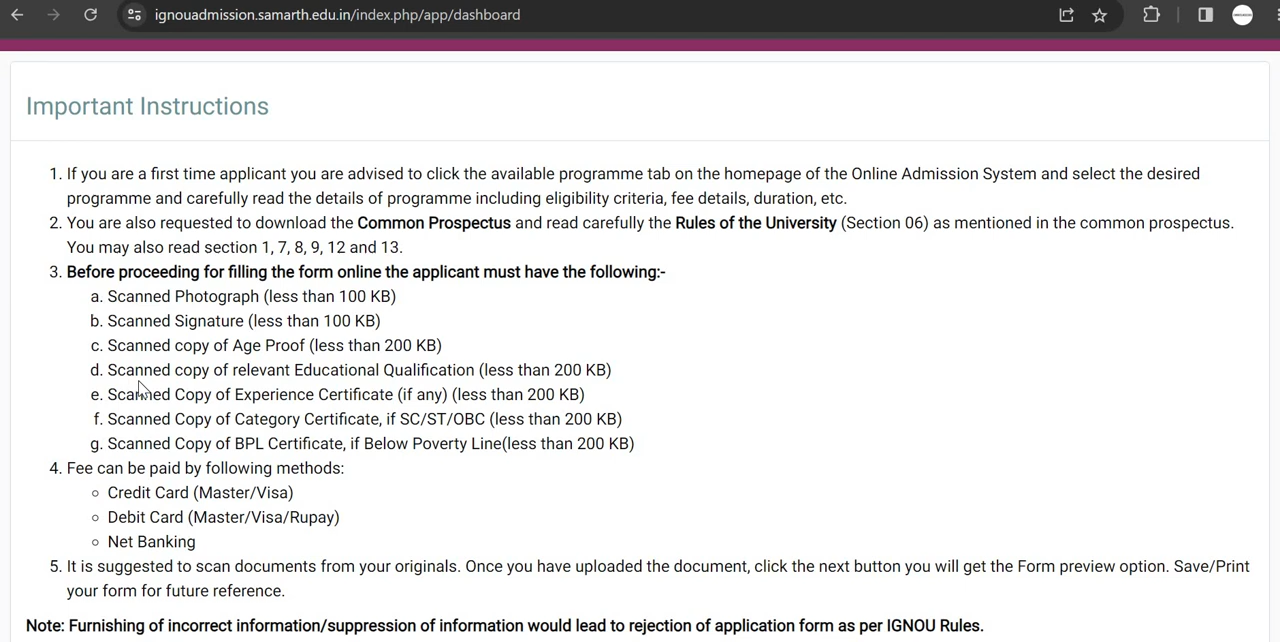 ignouadmission.samarth.edu.in/index.php/app/dashboard
Important Instructions
1. If you are a first time applicant you are advised to click the available programme tab on the homepage of the Online Admission System and select the desired
programme and carefully read the details of programme including eligibility criteria, fee details, duration, etc.
2. You are also requested to download the Common Prospectus and read carefully the Rules of the University (Section 06) as mentioned in the common prospectus.
You may also read section 1, 7, 8, 9, 12 and 13.
3. Before proceeding for filling the form online the applicant must have the following:-
a. Scanned Photograph (less than 100 KB)
b. Scanned Signature (less than 100 KB)
c. Scanned copy of Age Proof (less than 200 KB)
d. Scanned copy of relevant Educational Qualification (less than 200 KB)
e. Scanned Copy of Experience Certificate (if any) (less than 200 KB)
f. Scanned Copy of Category Certificate, if SC/ST/OBC (less than 200 KB)
g. Scanned Copy of BPL Certificate, if Below Poverty Line(less than 200 KB)
4. Fee can be paid by following methods:
Credit Card (Master/Visa)
Debit Card (Master/Visa/Rupay)
Net Banking
5. It is suggested to scan documents from your originals. Once you have uploaded the document, click the next button you will get the Form preview option. Save/Print
your form for future reference.
Note: Furnishing of incorrect information/suppression of information would lead to rejection of application form as per IGNOU Rules.